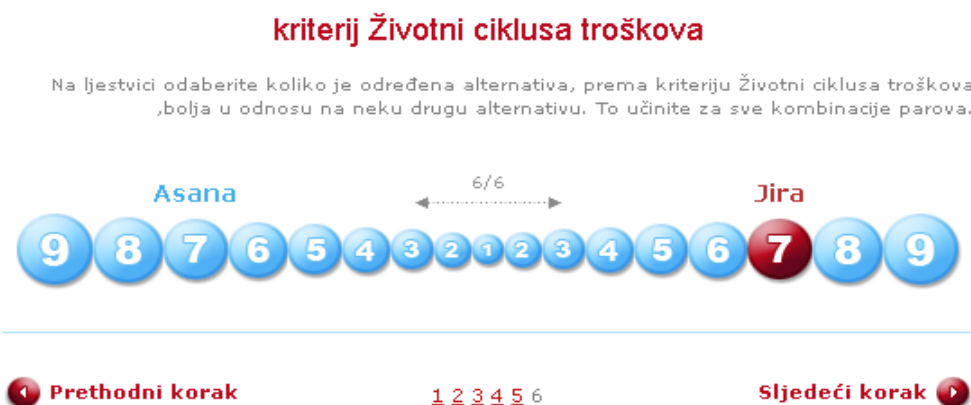 kriterij Životni ciklusa troškova
Na ljestvici odaberite koliko je određena alternativa, prema kriteriju Životni ciklusa troškova
,bolja u odnosu na neku drugu alternativu. To učinite za sve kombinacije parova.
6/6
Asana Jira
9 8 7 6 5 4 3 2 1 2 3 4 5 6 7 8 9
Prethodni korak 1 2 3 4 5 6 Sljedeći korak